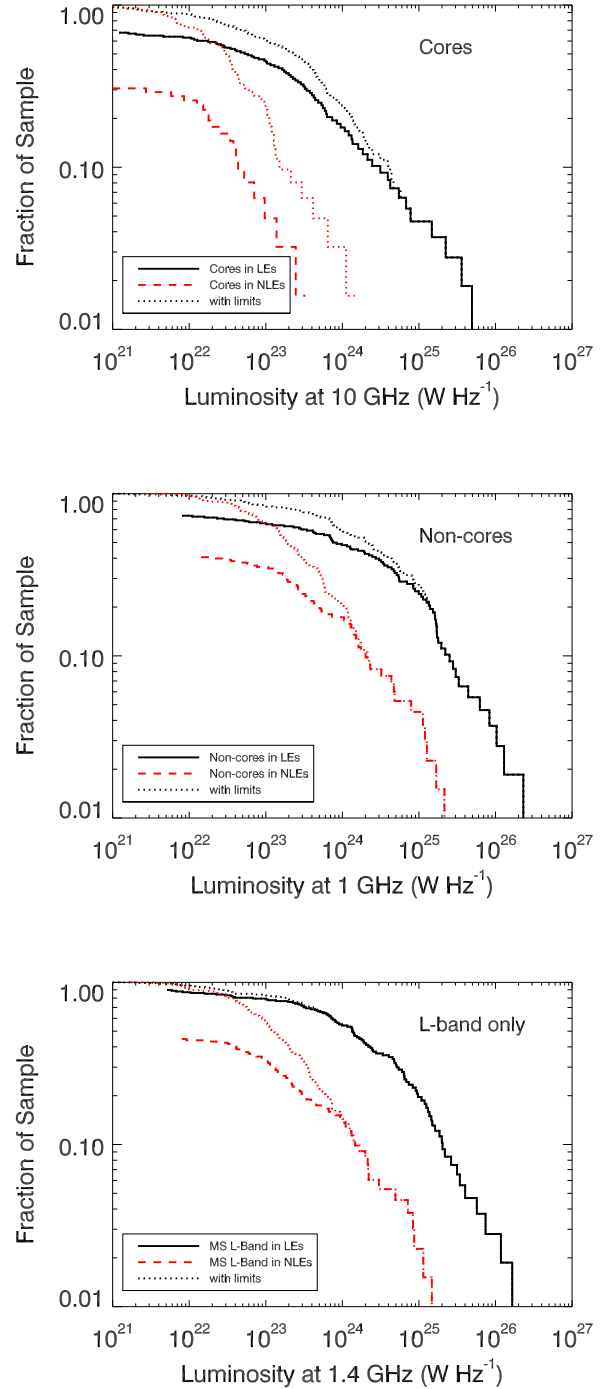 Cores
Fraction of Sample
1.00
0.10
0.01
Cores in LEs
Cores in NLEs
with limits
10^21 10^22 10^23 10^24 10^25 10^26 10^27
Luminosity at 10 GHz (W Hz^-1)
Non-cores
Fraction of Sample
1.00
0.10
0.01
Non-cores in LEs
Non-cores in NLEs
with limits
10^21 10^22 10^23 10^24 10^25 10^26 10^27
Luminosity at 1 GHz (W Hz^-1)
L-band only
Fraction of Sample
1.00
0.10
0.01
MS L-Band in LEs
MS L-Band in NLEs
with limits
10^21 10^22 10^23 10^24 10^25 10^26 10^27
Luminosity at 1.4 GHz (W Hz^-1)